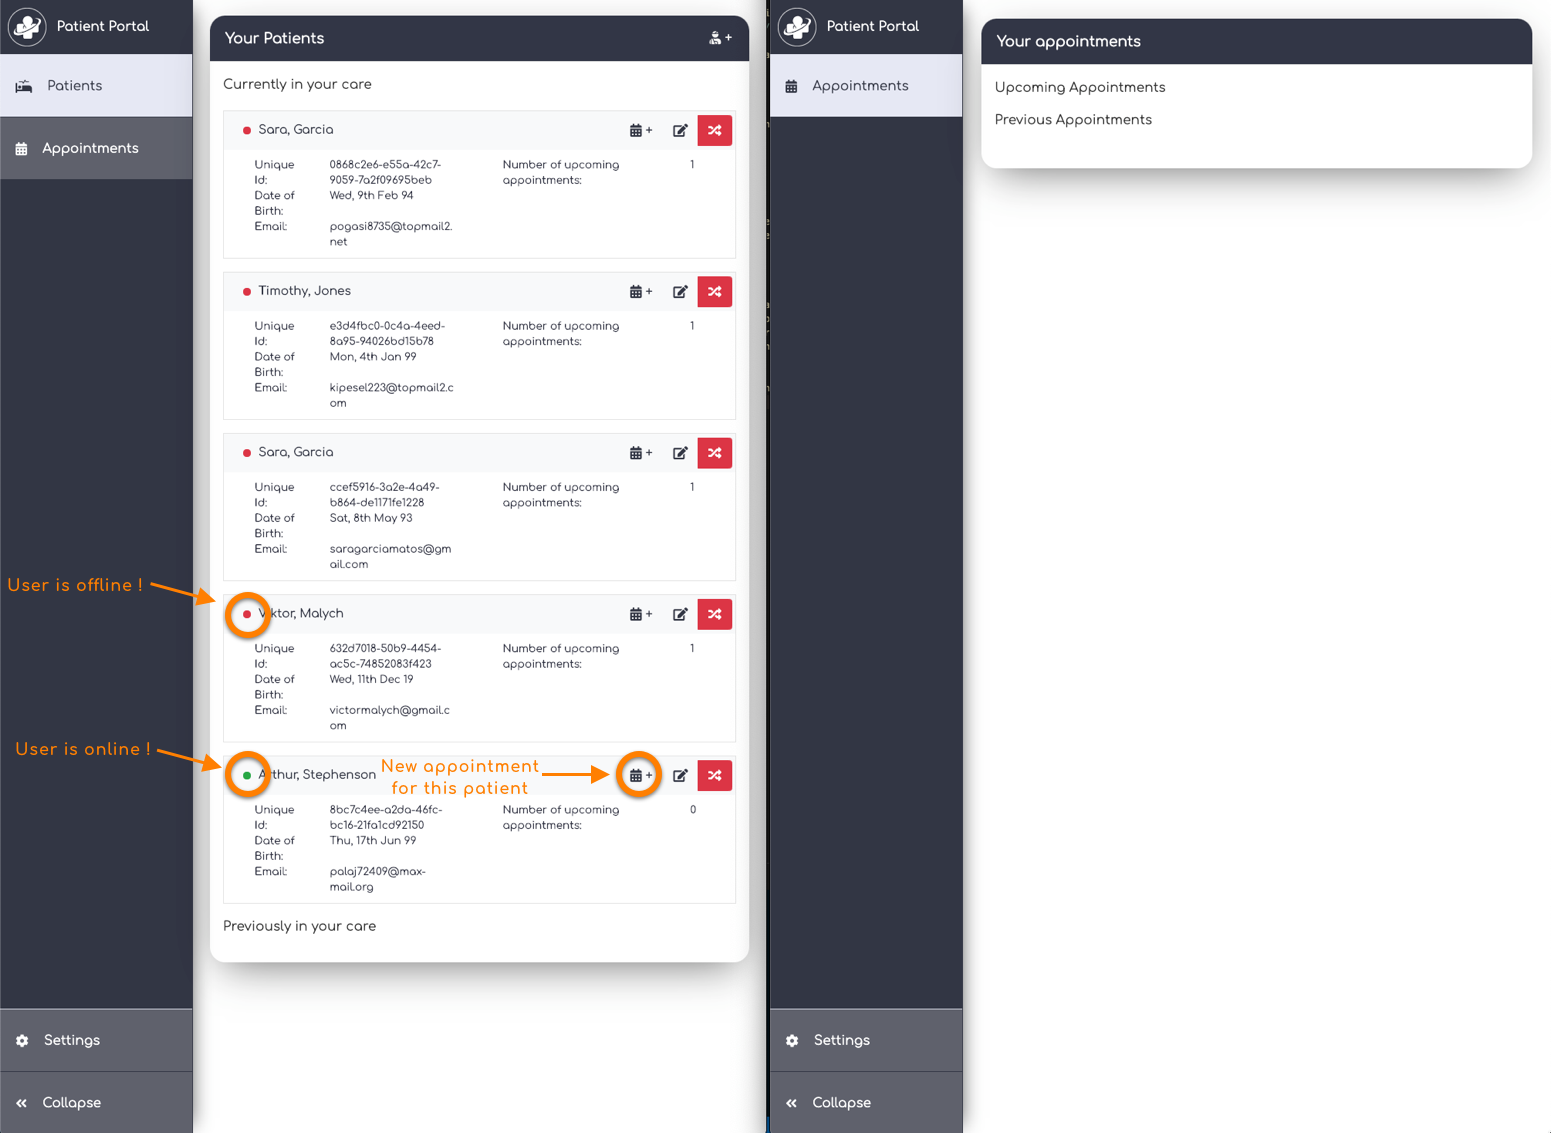 Patient Portal
Patients
Appointments
Your Patients
+
Currently in your care
Sara, Garcia
+
Unique Id:
0868c2e6-e55a-42c7-
9059-7a2f09695beb
Number of upcoming
appointments:
1
Date of Birth:
Wed, 9th Feb 94
Email:
pogasi8735@topmail2.
net
Timothy, Jones
+
Unique Id:
e3d4fbc0-0c4a-4eed-
8a95-94026bd15b78
Number of upcoming
appointments:
1
Date of Birth:
Mon, 4th Jan 99
Email:
kipesel223@topmail2.c
om
Sara, Garcia
+
Unique Id:
ccef5916-3a2e-4a49-
b864-de1171fe1228
Number of upcoming
appointments:
1
Date of Birth:
Sat, 8th May 93
Email:
saragarciamatos@gm
ail.com
User is offline !
Viktor, Malych
+
Unique Id:
632d7018-50b9-4454-
ac5c-74852083f423
Number of upcoming
appointments:
1
Date of Birth:
Wed, 11th Dec 19
Email:
victormalych@gmail.c
om
User is online !
Arthur, Stephenson
New appointment
for this patient
+
Unique Id:
8bc7c4ee-a2da-46fc-
bc16-21fa1cd92150
Number of upcoming
appointments:
0
Date of Birth:
Thu, 17th Jun 99
Email:
palaj72409@max-
mail.org
Previously in your care
Settings
Collapse
Patient Portal
Appointments
Your appointments
Upcoming Appointments
Previous Appointments
Settings
Collapse